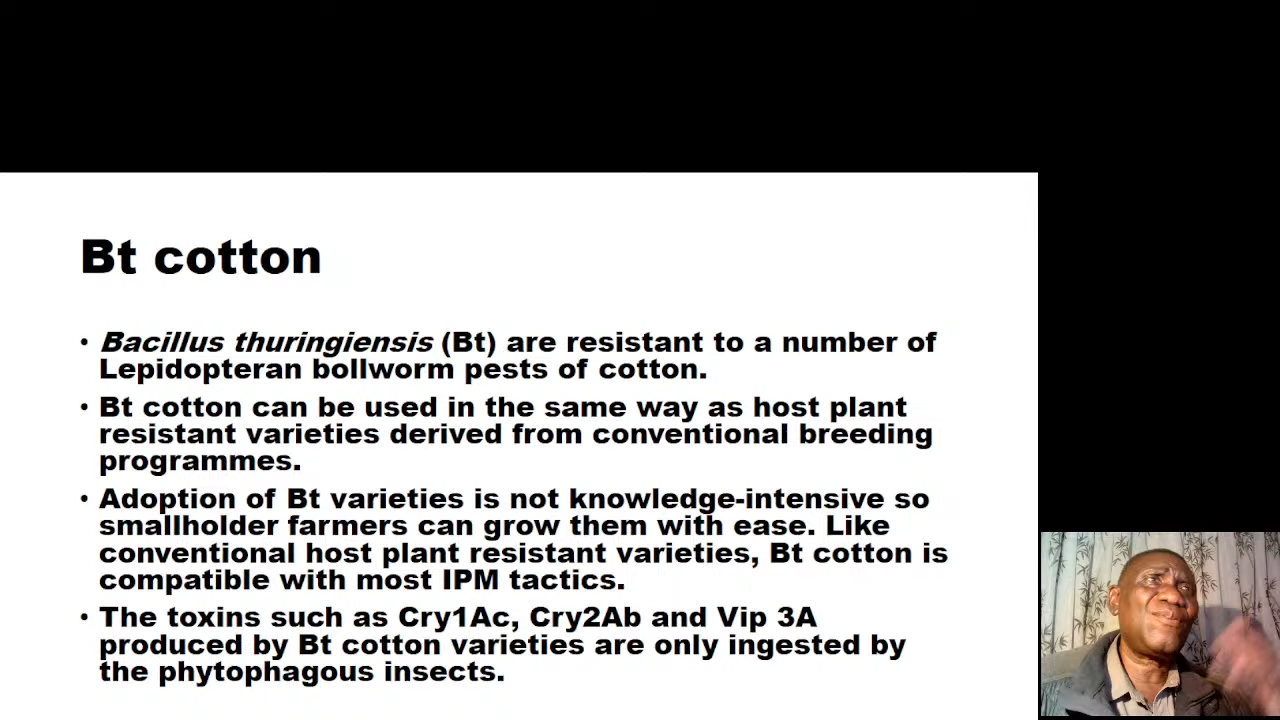 Bt cotton
• Bacillus thuringiensis (Bt) are resistant to a number of
Lepidopteran bollworm pests of cotton.
• Bt cotton can be used in the same way as host plant
resistant varieties derived from conventional breeding
programmes.
• Adoption of Bt varieties is not knowledge-intensive so
smallholder farmers can grow them with ease. Like
conventional host plant resistant varieties, Bt cotton is
compatible with most IPM tactics.
• The toxins such as Cry1Ac, Cry2Ab and Vip 3A
produced by Bt cotton varieties are only ingested by
the phytophagous insects.